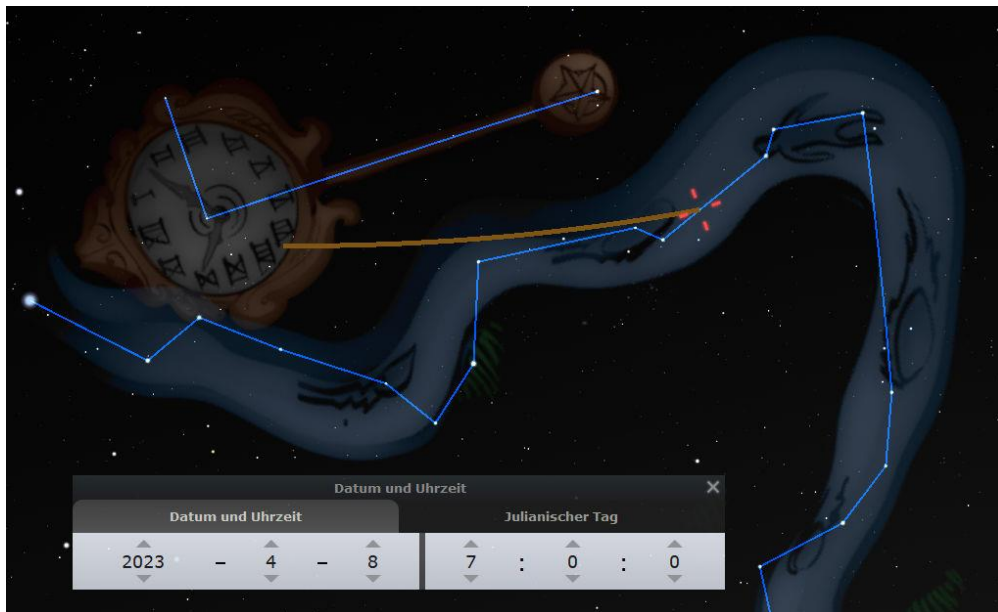 Datum und Uhrzeit
Datum und Uhrzeit Julianischer Tag
2023 – 4 – 8 7 : 0 : 0